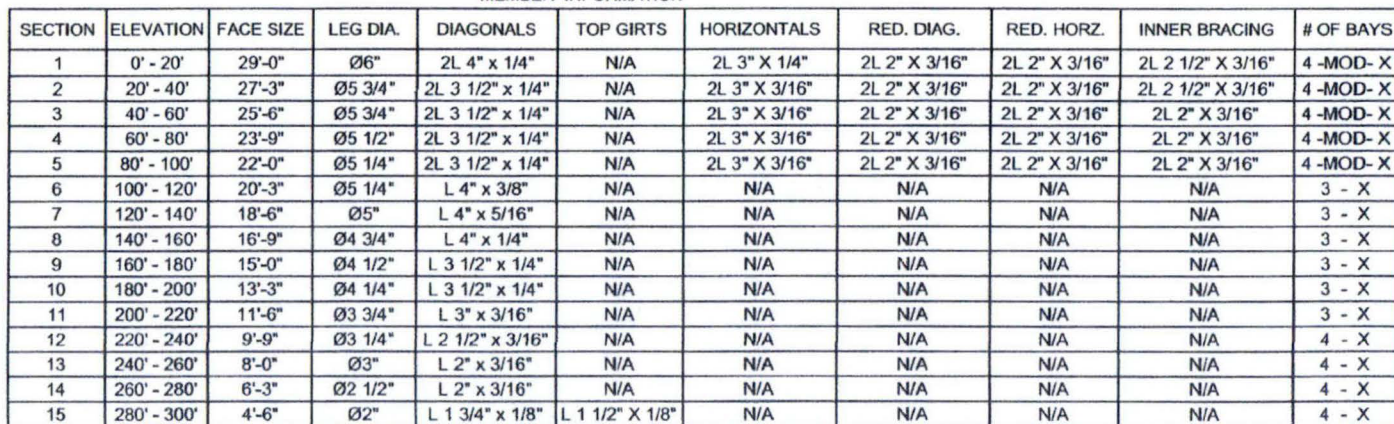 SECTION ELEVATION FACE SIZE LEG DIA. DIAGONALS TOP GIRTS HORIZONTALS RED. DIAG. RED. HORZ. INNER BRACING # OF BAYS
1 0' - 20' 29'-0" Ø6" 2L 4" x 1/4" N/A 2L 3" X 1/4" 2L 2" X 3/16" 2L 2" X 3/16" 2L 2 1/2" X 3/16" 4 -MOD- X
2 20' - 40' 27'-3" Ø5 3/4" 2L 3 1/2" x 1/4" N/A 2L 3" X 3/16" 2L 2" X 3/16" 2L 2" X 3/16" 2L 2 1/2" X 3/16" 4 -MOD- X
3 40' - 60' 25'-6" Ø5 3/4" 2L 3 1/2" x 1/4" N/A 2L 3" X 3/16" 2L 2" X 3/16" 2L 2" X 3/16" 2L 2" X 3/16" 4 -MOD- X
4 60' - 80' 23'-9" Ø5 1/2" 2L 3 1/2" x 1/4" N/A 2L 3" X 3/16" 2L 2" X 3/16" 2L 2" X 3/16" 2L 2" X 3/16" 4 -MOD- X
5 80' - 100' 22'-0" Ø5 1/4" 2L 3 1/2" x 1/4" N/A 2L 3" X 3/16" 2L 2" X 3/16" 2L 2" X 3/16" 2L 2" X 3/16" 4 -MOD- X
6 100' - 120' 20'-3" Ø5 1/4" L 4" x 3/8" N/A N/A N/A N/A N/A 3 - X
7 120' - 140' 18'-6" Ø5" L 4" x 5/16" N/A N/A N/A N/A N/A 3 - X
8 140' - 160' 16'-9" Ø4 3/4" L 4" x 1/4" N/A N/A N/A N/A N/A 3 - X
9 160' - 180' 15'-0" Ø4 1/2" L 3 1/2" x 1/4" N/A N/A N/A N/A N/A 3 - X
10 180' - 200' 13'-3" Ø4 1/4" L 3 1/2" x 1/4" N/A N/A N/A N/A N/A 3 - X
11 200' - 220' 11'-6" Ø3 3/4" L 3" x 3/16" N/A N/A N/A N/A N/A 3 - X
12 220' - 240' 9'-9" Ø3 1/4" L 2 1/2" x 3/16" N/A N/A N/A N/A N/A 4 - X
13 240' - 260' 8'-0" Ø3" L 2" x 3/16" N/A N/A N/A N/A N/A 4 - X
14 260' - 280' 6'-3" Ø2 1/2" L 2" x 3/16" N/A N/A N/A N/A N/A 4 - X
15 280' - 300' 4'-6" Ø2" L 1 3/4" x 1/8" L 1 1/2" X 1/8" N/A N/A N/A N/A 4 - X